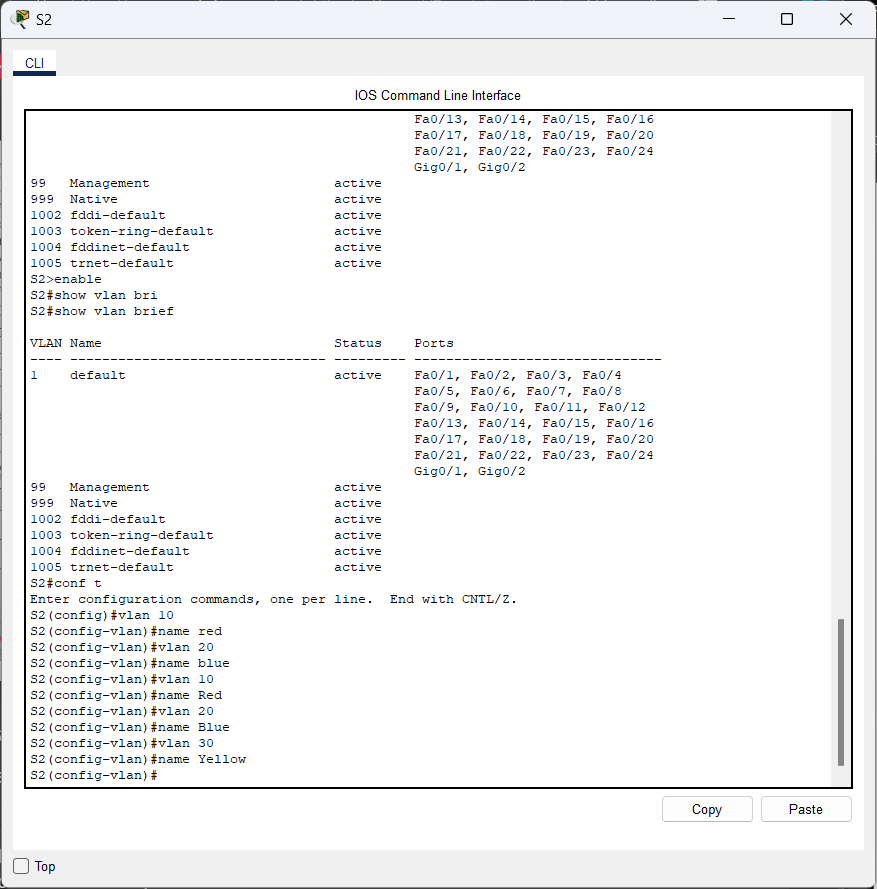 S2
CLI
IOS Command Line Interface
Fa0/13, Fa0/14, Fa0/15, Fa0/16
Fa0/17, Fa0/18, Fa0/19, Fa0/20
Fa0/21, Fa0/22, Fa0/23, Fa0/24
Gig0/1, Gig0/2
99   Management                       active
999  Native                           active
1002 fddi-default                     active
1003 token-ring-default               active
1004 fddinet-default                  active
1005 trnet-default                    active
S2>enable
S2#show vlan bri
S2#show vlan brief
VLAN Name                             Status    Ports
---- -------------------------------- --------- -------------------------------
1    default                          active    Fa0/1, Fa0/2, Fa0/3, Fa0/4
Fa0/5, Fa0/6, Fa0/7, Fa0/8
Fa0/9, Fa0/10, Fa0/11, Fa0/12
Fa0/13, Fa0/14, Fa0/15, Fa0/16
Fa0/17, Fa0/18, Fa0/19, Fa0/20
Fa0/21, Fa0/22, Fa0/23, Fa0/24
Gig0/1, Gig0/2
99   Management                       active
999  Native                           active
1002 fddi-default                     active
1003 token-ring-default               active
1004 fddinet-default                  active
1005 trnet-default                    active
S2#conf t
Enter configuration commands, one per line.  End with CNTL/Z.
S2(config)#vlan 10
S2(config-vlan)#name red
S2(config-vlan)#vlan 20
S2(config-vlan)#name blue
S2(config-vlan)#vlan 10
S2(config-vlan)#name Red
S2(config-vlan)#vlan 20
S2(config-vlan)#name Blue
S2(config-vlan)#vlan 30
S2(config-vlan)#name Yellow
S2(config-vlan)#
Copy
Paste
Top